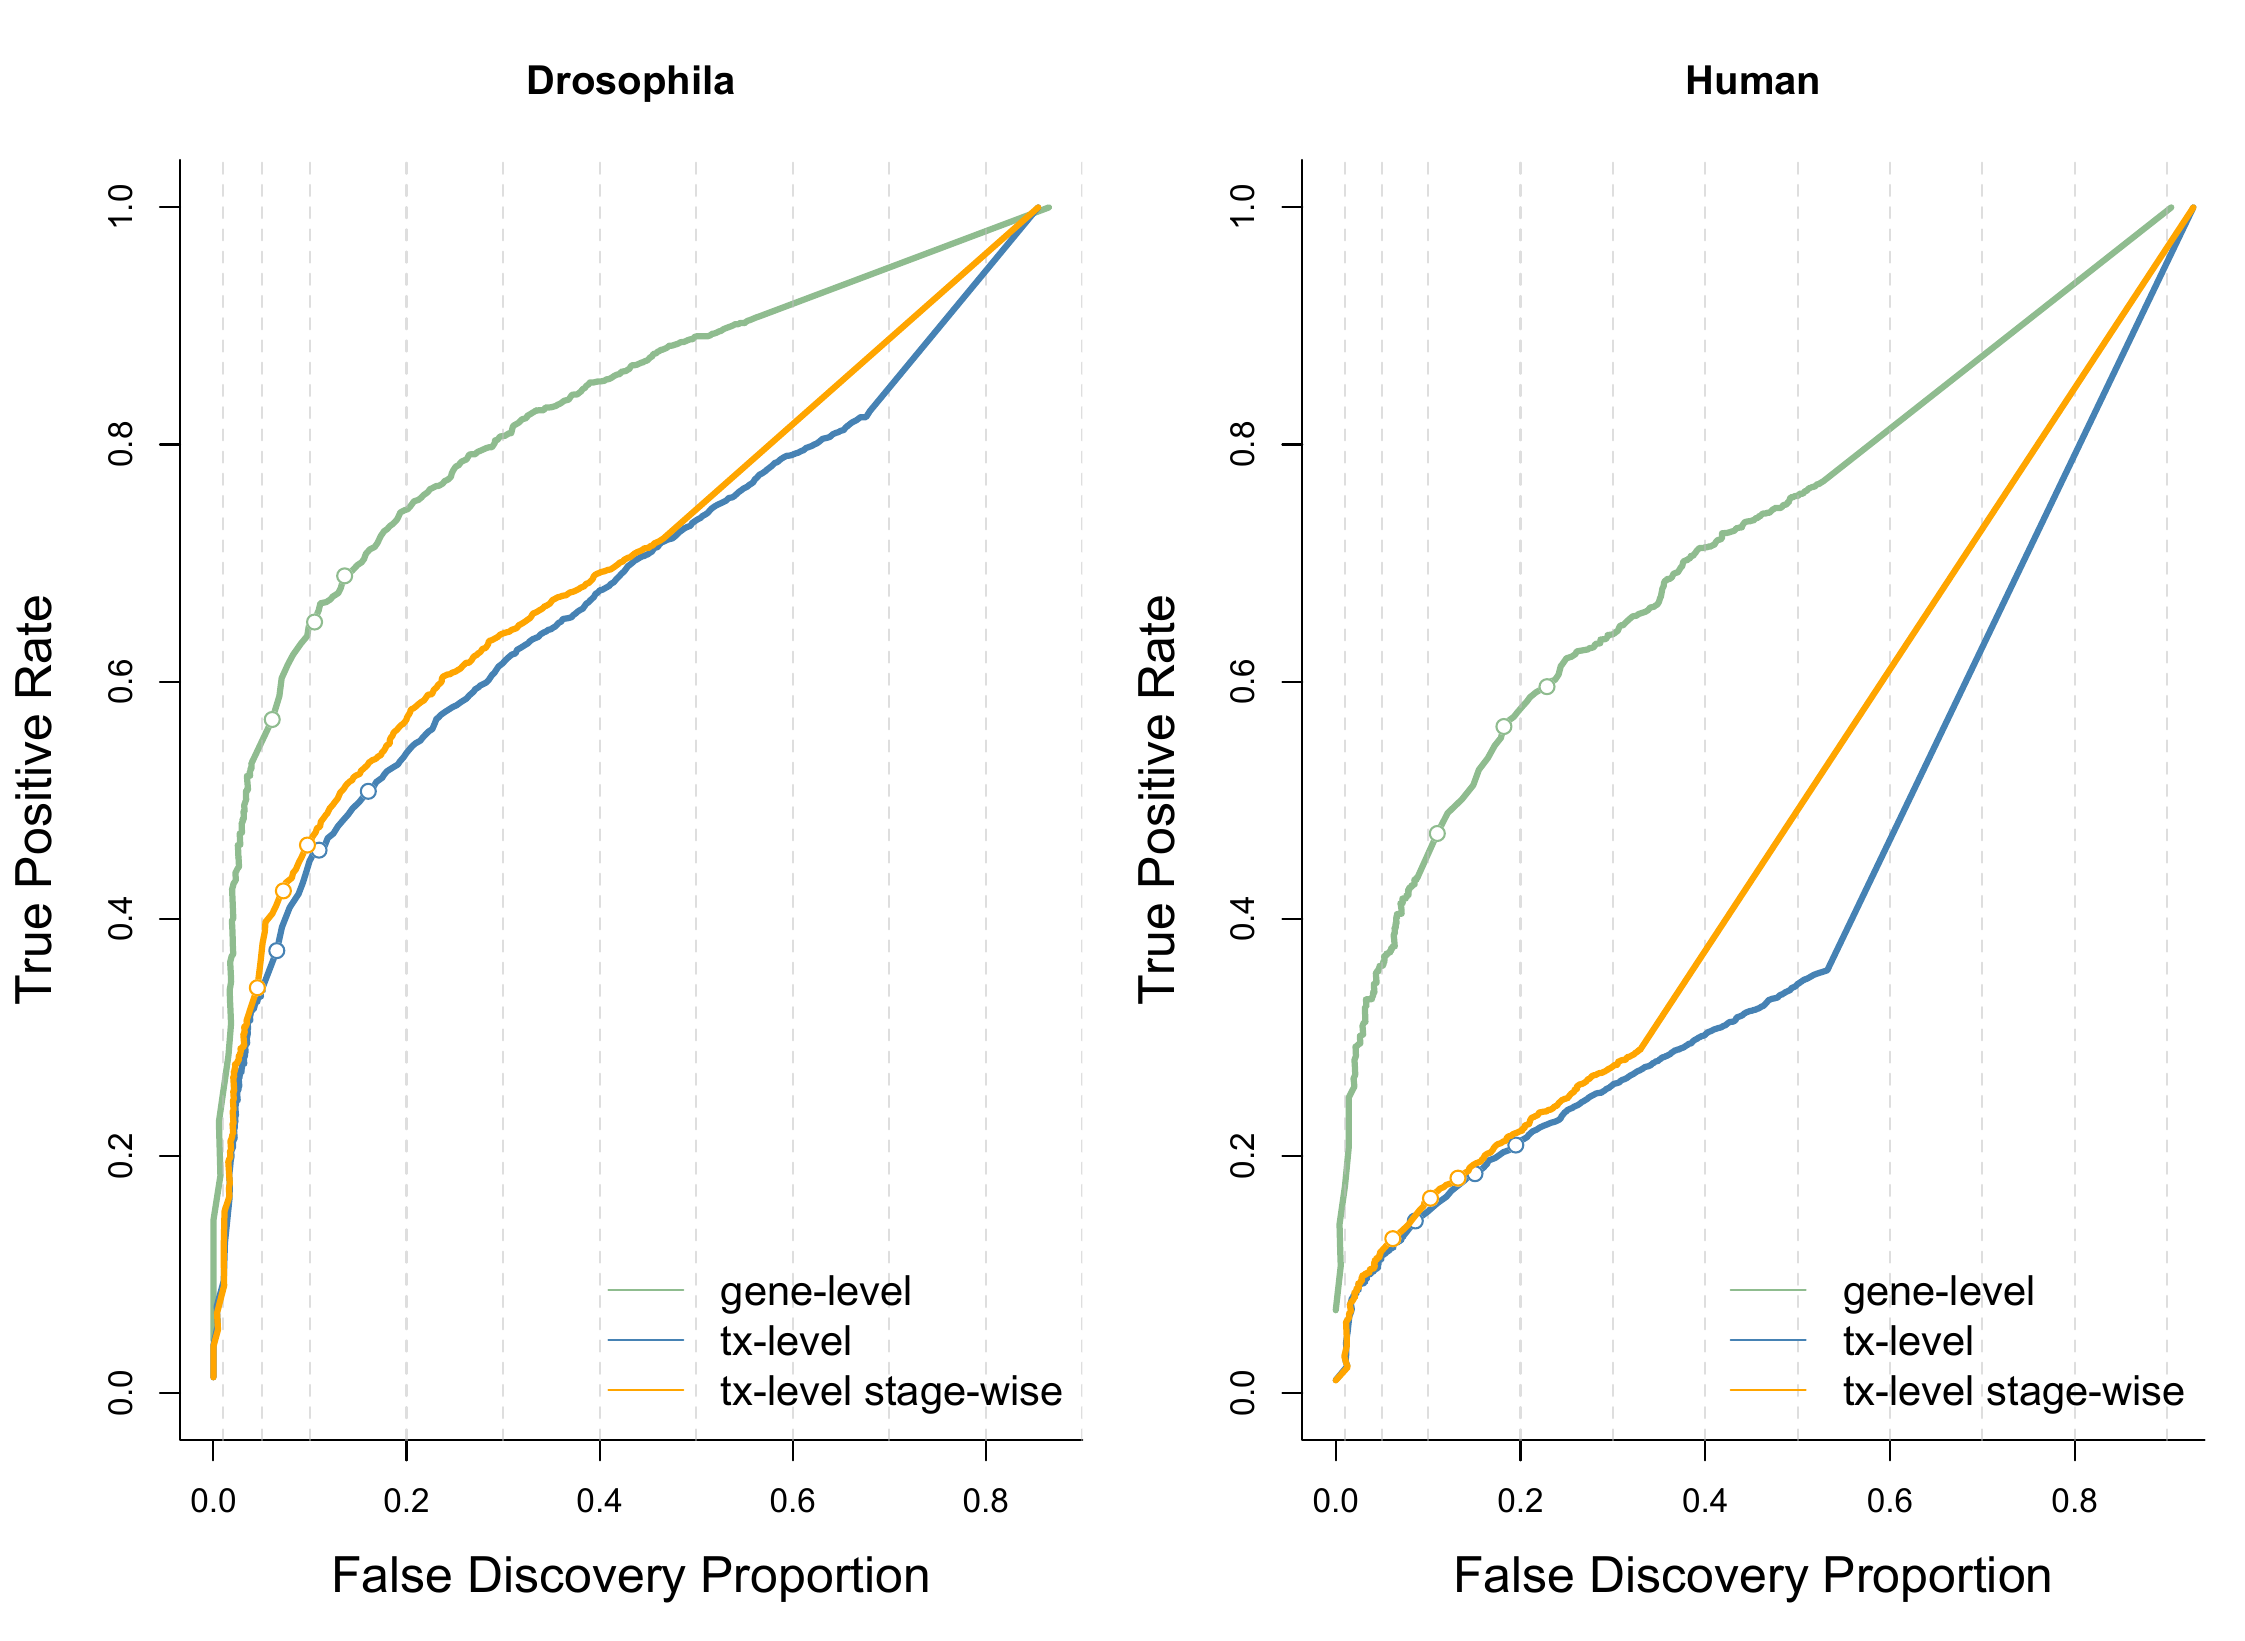 Drosophila
True Positive Rate
1.0
0.8
0.6
0.4
0.2
0.0
gene-level
tx-level
tx-level stage-wise
0.0 0.2 0.4 0.6 0.8
False Discovery Proportion
Human
True Positive Rate
1.0
0.8
0.6
0.4
0.2
0.0
gene-level
tx-level
tx-level stage-wise
0.0 0.2 0.4 0.6 0.8
False Discovery Proportion